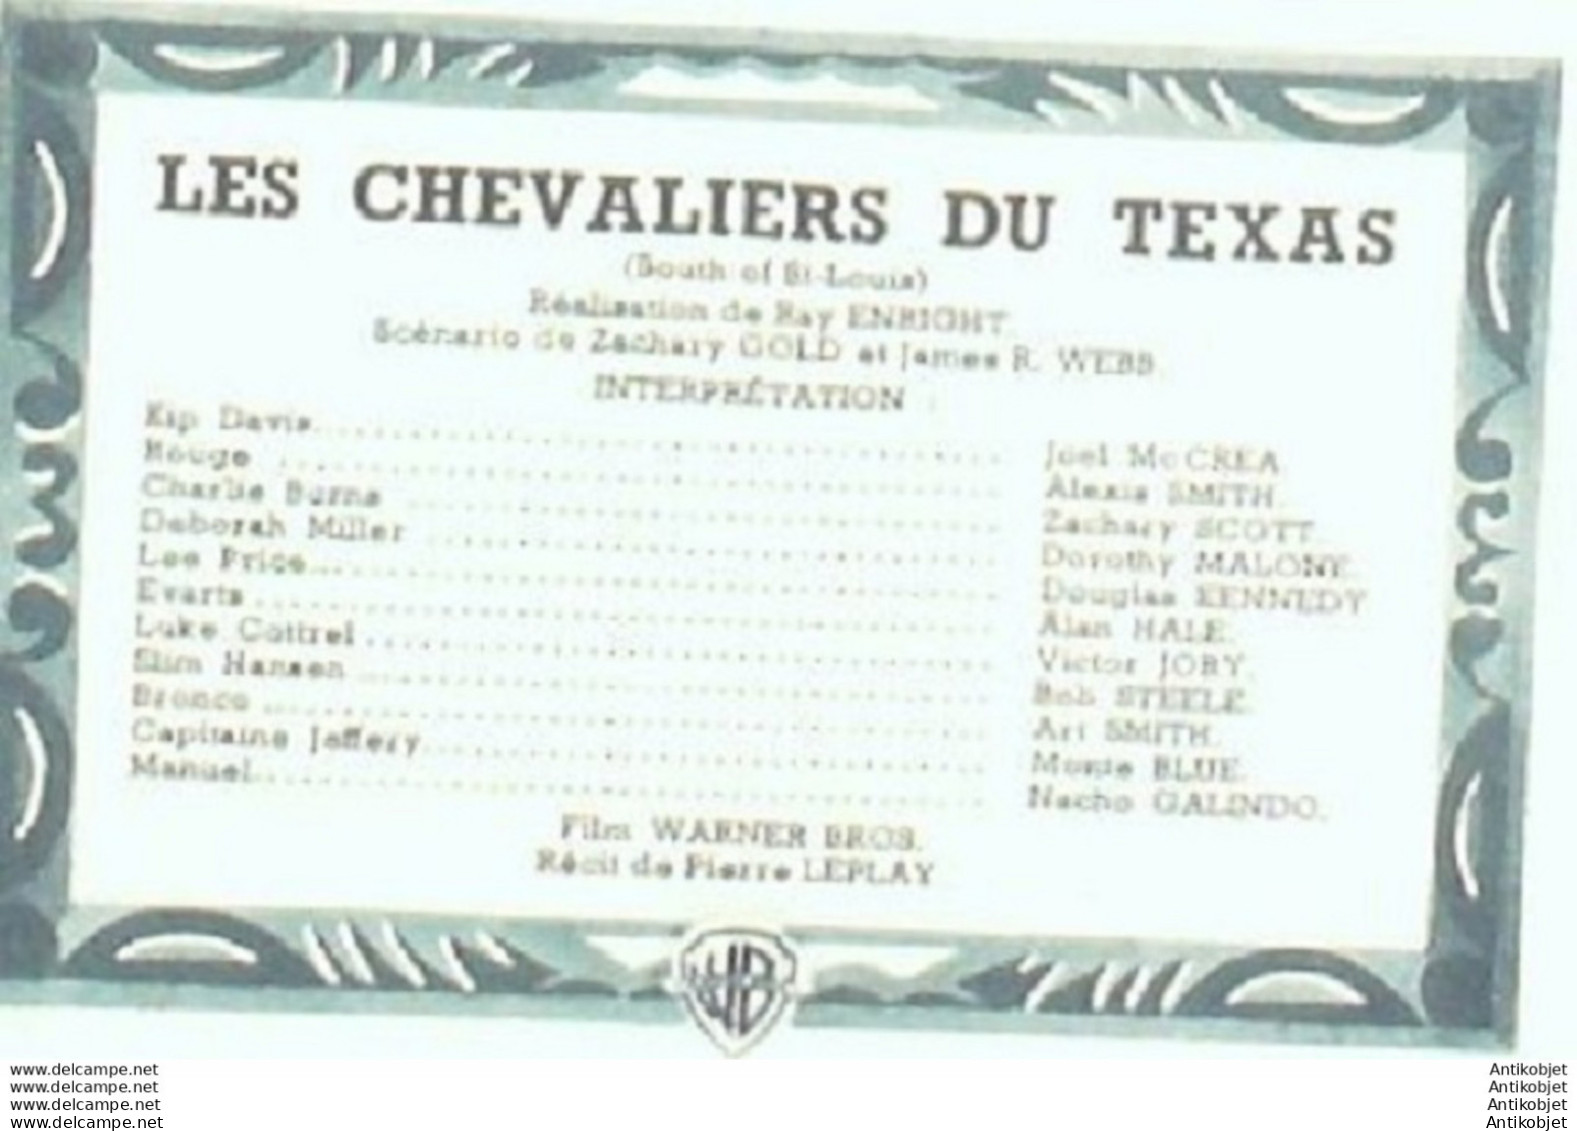 LES CHEVALIERS DU TEXAS
(South of St-Louis)
Réalisation de Ray ENRIGHT.
Scénario de Zachary GOLD et James R. WEBB.
INTERPRÉTATION :
Kip Davis.............................. Joel McCREA
Rouge .............................. Alexis SMITH.
Charlie Burns .............................. Zachary SCOTT.
Deborah Miller .............................. Dorothy MALONE.
Lee Price.............................. Douglas KENNEDY
Evarts.............................. Alan HALE.
Luke Cottrel .............................. Victor JORY.
Slim Hansen .............................. Bob STEELE.
Bronco .............................. Art SMITH.
Capitaine Jeffery.............................. Monte BLUE.
Manuel.............................. Nacho GALINDO.
Film WARNER BROS.
Récit de Pierre LEPLAY
WB
www.delcampe.net
www.delcampe.net
www.delcampe.net
www.delcampe.net
Antikobjet
Antikobjet
Antikobjet
Antikobjet